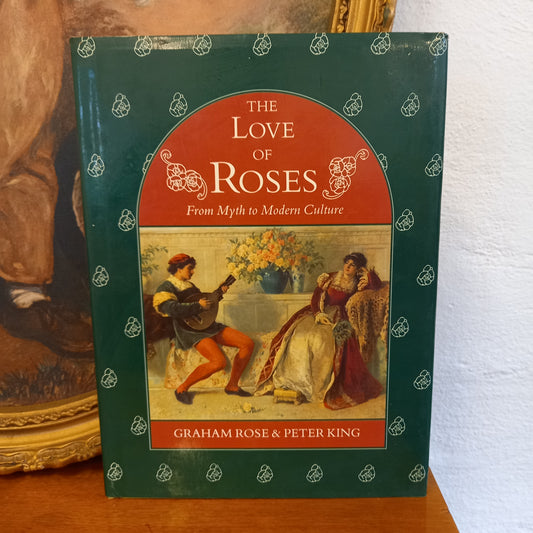 THE
LOVE
OF
ROSES
From Myth to Modern Culture
GRAHAM ROSE & PETER KING